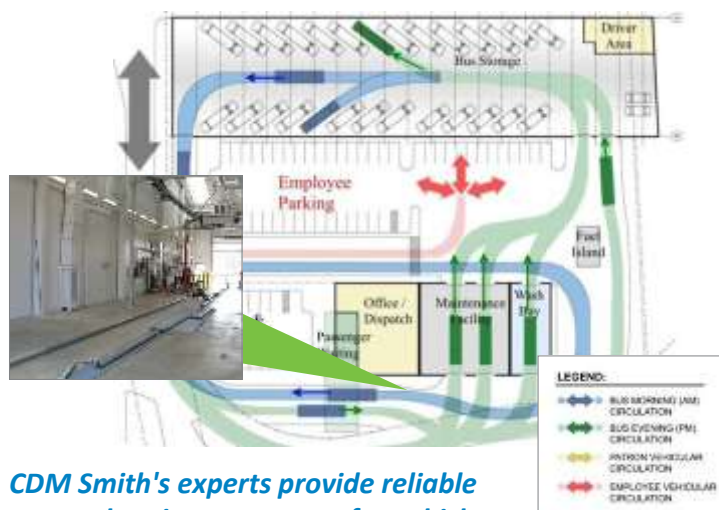 Driver
Area
Bus Storage
Employee
Parking
Fuel
Island
Office /
Dispatch
Maintenance
Facility
Wash
Bay
Passenger
LEGEND:
BUS MORNING (AM)
CIRCULATION
BUS EVENING (PM)
CIRCULATION
PATRON VEHICULAR
CIRCULATION
EMPLOYEE VEHICULAR
CIRCULATION
CDM Smith's experts provide reliable